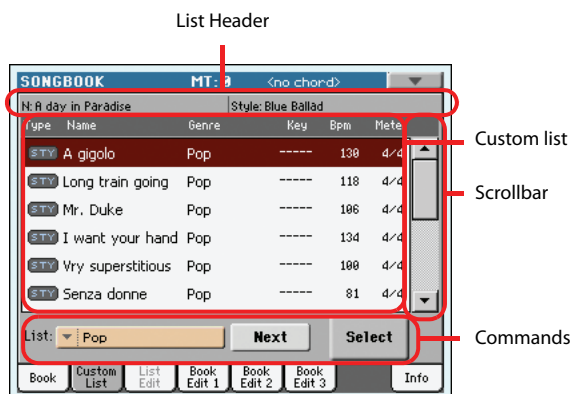 List Header
SONGBOOK MT:0 <no chord>
N: A day in Paradise Style: Blue Ballad
Type Name Genre Key Bpm Meter
STY A gigolo Pop ----- 130 4/4
Custom list
STY Long train going Pop ----- 118 4/4
Scrollbar
STY Mr. Duke Pop ----- 106 4/4
STY I want your hand Pop ----- 134 4/4
STY Vry superstitious Pop ----- 100 4/4
STY Senza donne Pop ----- 81 4/4
List: Pop Next Select
Commands
Book Custom List List Edit Book Edit 1 Book Edit 2 Book Edit 3 Info